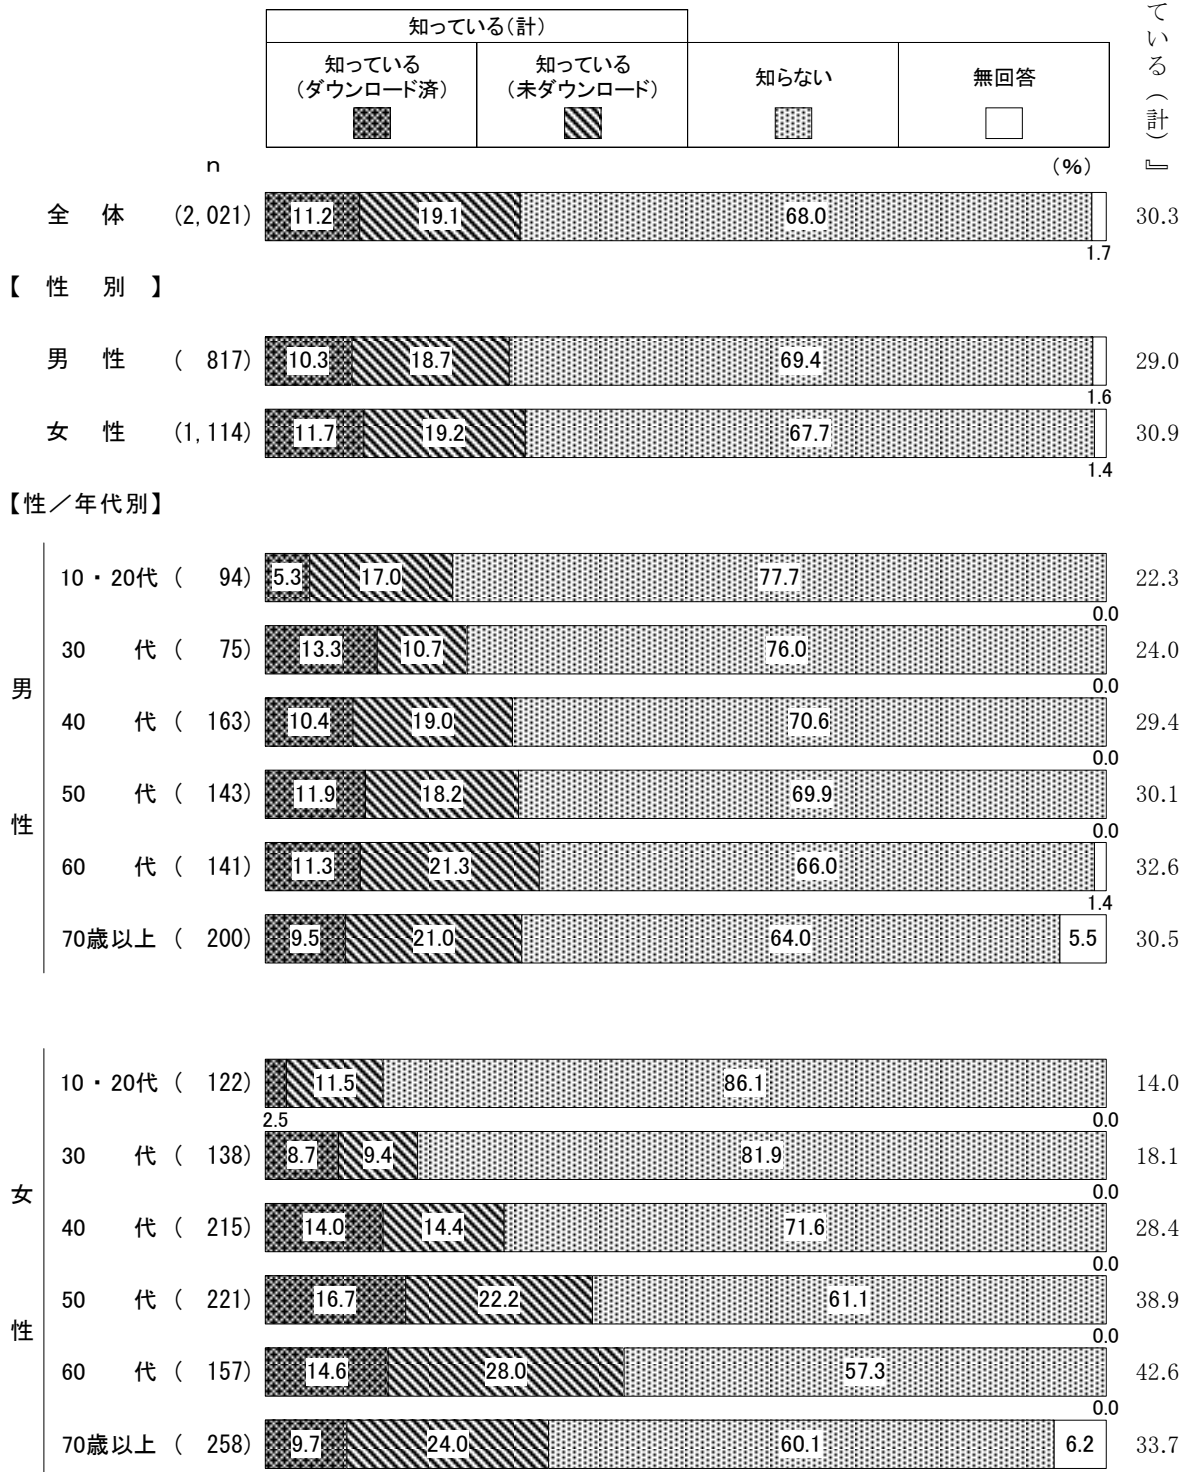 ている（計）』
知っている（計）
知っている
（ダウンロード済）
知っている
（未ダウンロード）
知らない
無回答
n
（％）
全　体 （2,021） 11.2 19.1 68.0 1.7 30.3
【　性　別　】
男　性 （ 817） 10.3 18.7 69.4 1.6 29.0
女　性 （1,114） 11.7 19.2 67.7 1.4 30.9
【性／年代別】
男性
10・20代 （ 94） 5.3 17.0 77.7 0.0 22.3
30　代 （ 75） 13.3 10.7 76.0 0.0 24.0
40　代 （ 163） 10.4 19.0 70.6 0.0 29.4
50　代 （ 143） 11.9 18.2 69.9 0.0 30.1
60　代 （ 141） 11.3 21.3 66.0 1.4 32.6
70歳以上 （ 200） 9.5 21.0 64.0 5.5 30.5
女性
10・20代 （ 122） 2.5 11.5 86.1 0.0 14.0
30　代 （ 138） 8.7 9.4 81.9 0.0 18.1
40　代 （ 215） 14.0 14.4 71.6 0.0 28.4
50　代 （ 221） 16.7 22.2 61.1 0.0 38.9
60　代 （ 157） 14.6 28.0 57.3 0.0 42.6
70歳以上 （ 258） 9.7 24.0 60.1 6.2 33.7